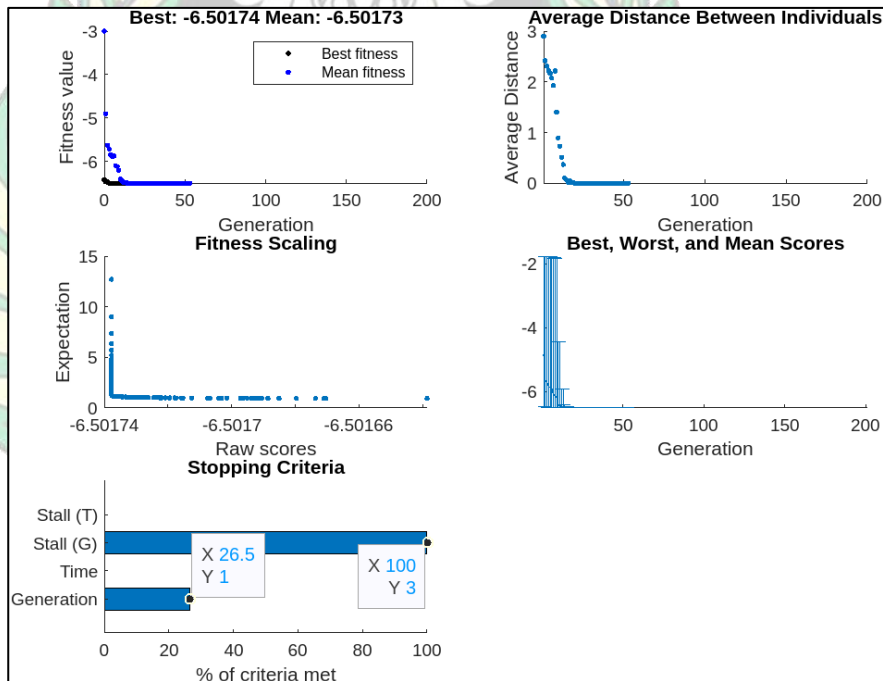 Best: -6.50174 Mean: -6.50173
Fitness value
-3
-4
-5
-6
Best fitness
Mean fitness
0 50 100 150 200
Generation
Average Distance Between Individuals
Average Distance
3
2
1
0
50 100 150 200
Generation
Fitness Scaling
Expectation
15
10
5
0
-6.50174 -6.5017 -6.50166
Raw scores
Best, Worst, and Mean Scores
-2
-4
-6
50 100 150 200
Generation
Stopping Criteria
Stall (T)
Stall (G)
Time
Generation
X 26.5
Y 1
X 100
Y 3
0 20 40 60 80 100
% of criteria met